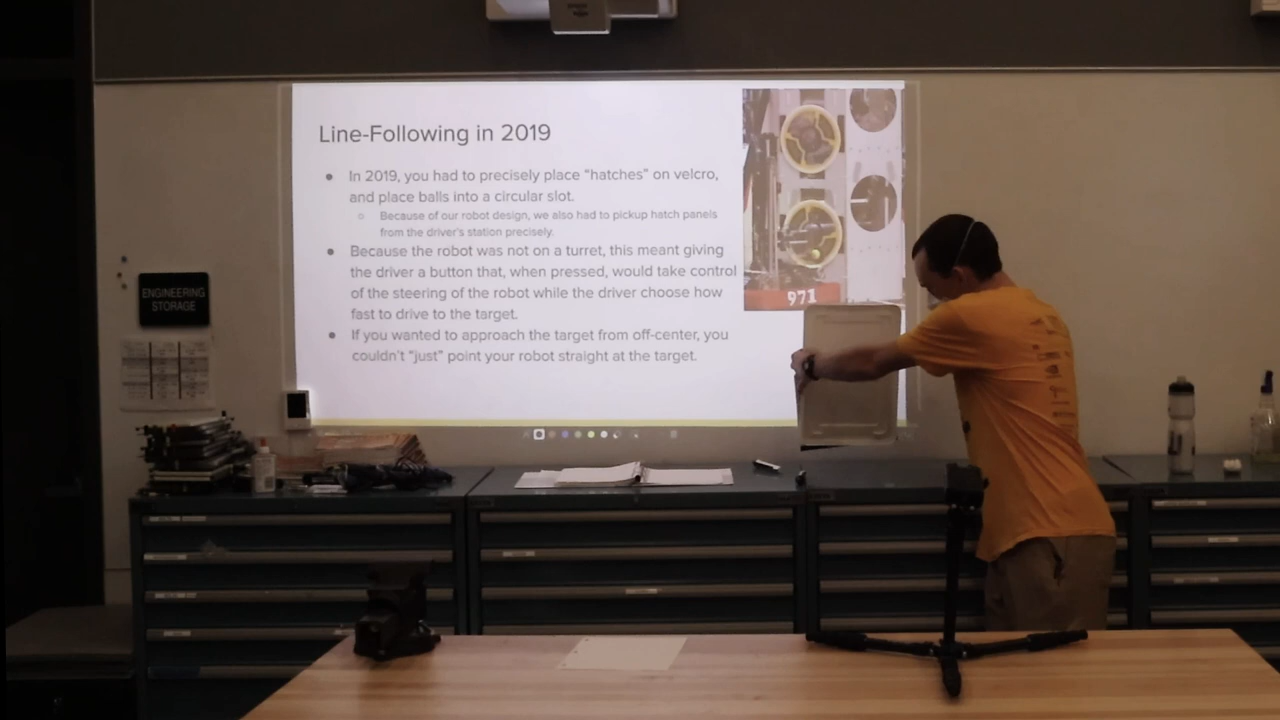 Line-Following in 2019
● In 2019, you had to precisely place “hatches” on velcro,
and place balls into a circular slot.
○ Because of our robot design, we also had to pickup hatch panels
from the driver's station precisely.
● Because the robot was not on a turret, this meant giving
the driver a button that, when pressed, would take control
of the steering of the robot while the driver choose how
fast to drive to the target.
● If you wanted to approach the target from off-center, you
couldn't “just” point your robot straight at the target.
971
ENGINEERING
STORAGE